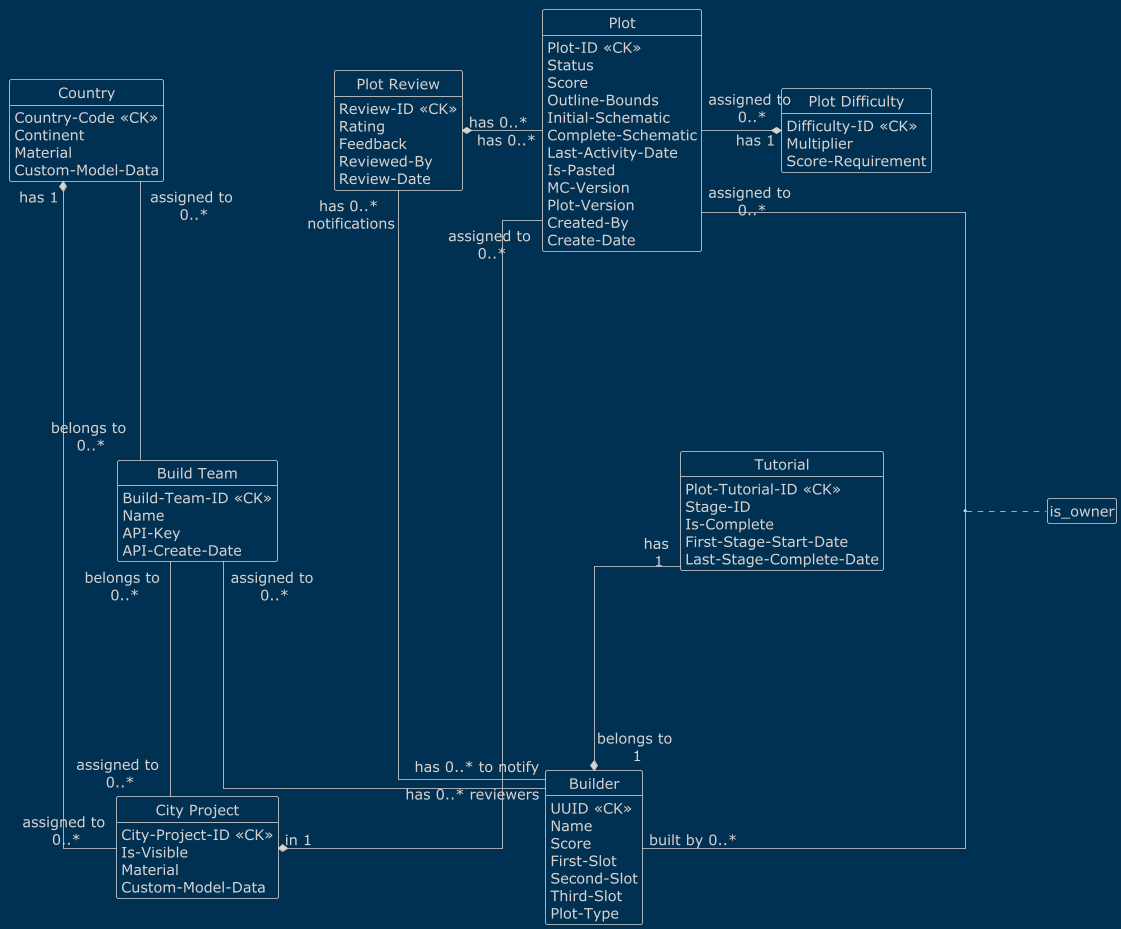 Plot
Plot-ID «CK»
Status
Score
Outline-Bounds
Initial-Schematic
Complete-Schematic
Last-Activity-Date
Is-Pasted
MC-Version
Plot-Version
Created-By
Create-Date
Country
Country-Code «CK»
Continent
Material
Custom-Model-Data
Plot Review
Review-ID «CK»
Rating
Feedback
Reviewed-By
Review-Date
has 0..*
has 0..*
assigned to
0..*
has 1
Plot Difficulty
Difficulty-ID «CK»
Multiplier
Score-Requirement
has 1
assigned to
0..*
has 0..*
notifications
assigned to
0..*
assigned to
0..*
belongs to
0..*
Build Team
Build-Team-ID «CK»
Name
API-Key
API-Create-Date
Tutorial
Plot-Tutorial-ID «CK»
Stage-ID
Is-Complete
First-Stage-Start-Date
Last-Stage-Complete-Date
is_owner
has
1
belongs to
0..*
assigned to
0..*
belongs to
1
assigned to
0..*
has 0..* to notify
has 0..* reviewers
City Project
City-Project-ID «CK»
Is-Visible
Material
Custom-Model-Data
assigned to
0..*
in 1
Builder
UUID «CK»
Name
Score
First-Slot
Second-Slot
Third-Slot
Plot-Type
built by 0..*